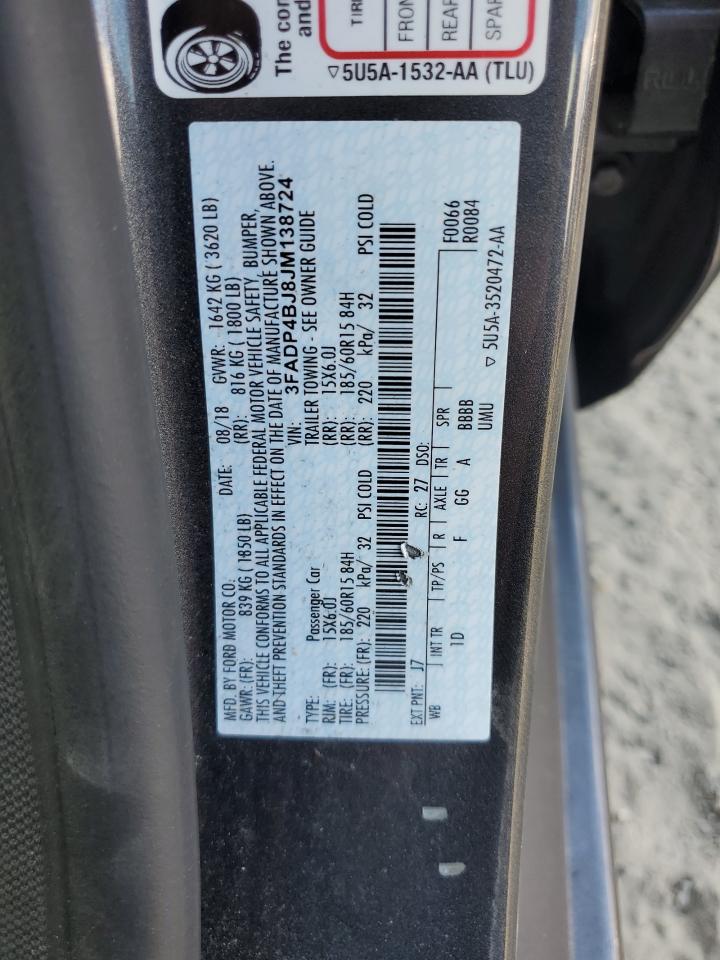 The con
and
TIRE
FRON
REAR
SPAR
▽5U5A-1532-AA (TLU)
MFD. BY FORD MOTOR CO. DATE: 08/18 GVWR: 1642 KG ( 3620 LB)
GAWR: (FR): 839 KG ( 1850 LB) (RR): 816 KG ( 1800 LB)
THIS VEHICLE CONFORMS TO ALL APPLICABLE FEDERAL MOTOR VEHICLE SAFETY, BUMPER,
AND THEFT PREVENTION STANDARDS IN EFFECT ON THE DATE OF MANUFACTURE SHOWN ABOVE.
VIN: 3FADP4BJ8JM138724
TYPE: Passenger Car TRAILER TOWING - SEE OWNER GUIDE
RIM: (FR): 15X6.0J (RR): 15X6.0J
TIRE: (FR): 185/60R15 84H (RR): 185/60R15 84H
PRESSURE: (FR): 220 kPa/ 32 PSI COLD (RR): 220 kPa/ 32 PSI COLD
EXT PNT: J7 RC: 27 DSO: F0066
WB INT TR TP/PS R AXLE TR SPR R0084
1D F GG A BBBB
UMU ▽ 5U5A-3520472-AA